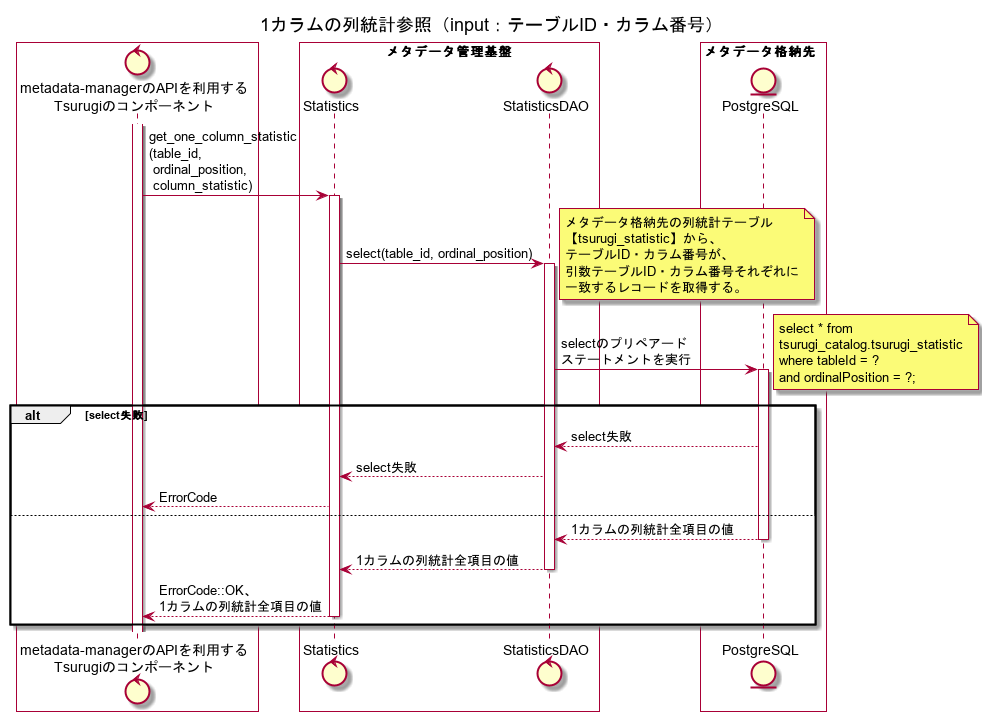 1カラムの列統計参照（input：テーブルID・カラム番号）
メタデータ管理基盤
メタデータ格納先
metadata-managerのAPIを利用する
Tsurugiのコンポーネント
Statistics
StatisticsDAO
PostgreSQL
get_one_column_statistic
(table_id,
ordinal_position,
column_statistic)
メタデータ格納先の列統計テーブル
【tsurugi_statistic】から、
テーブルID・カラム番号が、
引数テーブルID・カラム番号それぞれに
一致するレコードを取得する。
select(table_id, ordinal_position)
select * from
tsurugi_catalog.tsurugi_statistic
where tableId = ?
and ordinalPosition = ?;
selectのプリペアード
ステートメントを実行
alt
[select失敗]
select失敗
select失敗
ErrorCode
1カラムの列統計全項目の値
1カラムの列統計全項目の値
ErrorCode::OK、
1カラムの列統計全項目の値
metadata-managerのAPIを利用する
Tsurugiのコンポーネント
Statistics
StatisticsDAO
PostgreSQL